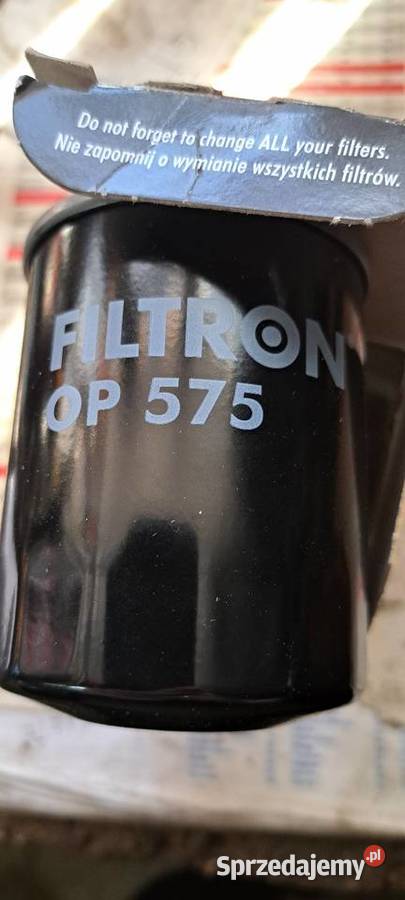 Do not forget to change ALL your filters.
Nie zapomnij o wymianie wszystkich filtrów.
FILTRON
OP 575
Sprzedajemy.pl